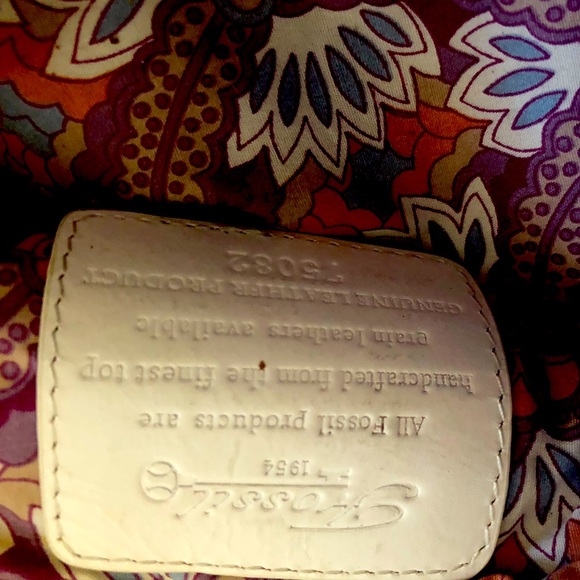 Fossil
1954
All Fossil products are
handcrafted from the finest top
grain leathers available
GENUINE LEATHER PRODUCT
75082